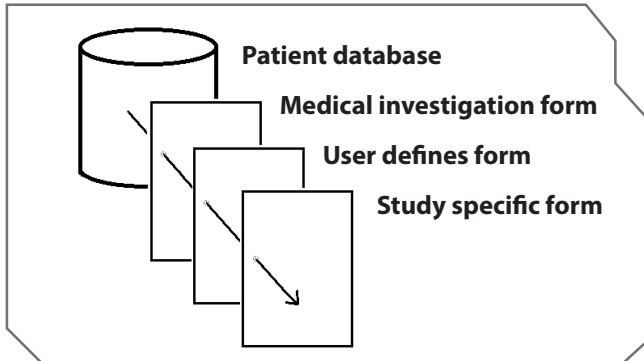 Patient database
Medical investigation form
User defines form
Study specific form